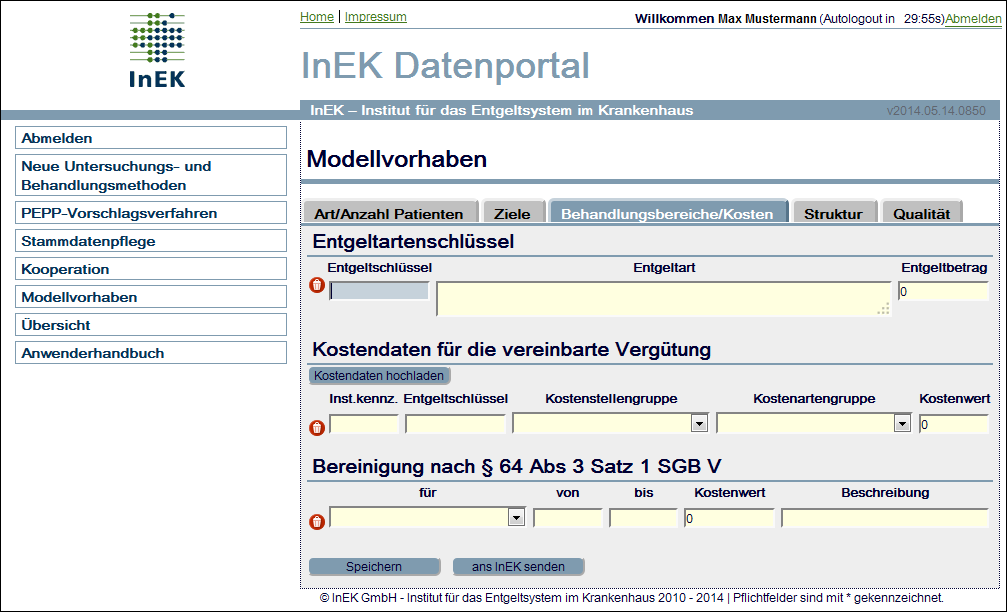 InEK
Home | Impressum
Willkommen Max Mustermann (Autologout in 29:55s)Abmelden
InEK Datenportal
InEK – Institut für das Entgeltsystem im Krankenhaus
v2014.05.14.0850
Abmelden
Neue Untersuchungs- und
Behandlungsmethoden
PEPP-Vorschlagsverfahren
Stammdatenpflege
Kooperation
Modellvorhaben
Übersicht
Anwenderhandbuch
Modellvorhaben
Art/Anzahl Patienten Ziele Behandlungsbereiche/Kosten Struktur Qualität
Entgeltartenschlüssel
Entgeltschlüssel Entgeltart Entgeltbetrag
0
Kostendaten für die vereinbarte Vergütung
Kostendaten hochladen
Inst.kennz. Entgeltschlüssel Kostenstellengruppe Kostenartengruppe Kostenwert
0
Bereinigung nach § 64 Abs 3 Satz 1 SGB V
für von bis Kostenwert Beschreibung
0
Speichern ans InEK senden
© InEK GmbH - Institut für das Entgeltsystem im Krankenhaus 2010 - 2014 | Pflichtfelder sind mit * gekennzeichnet.